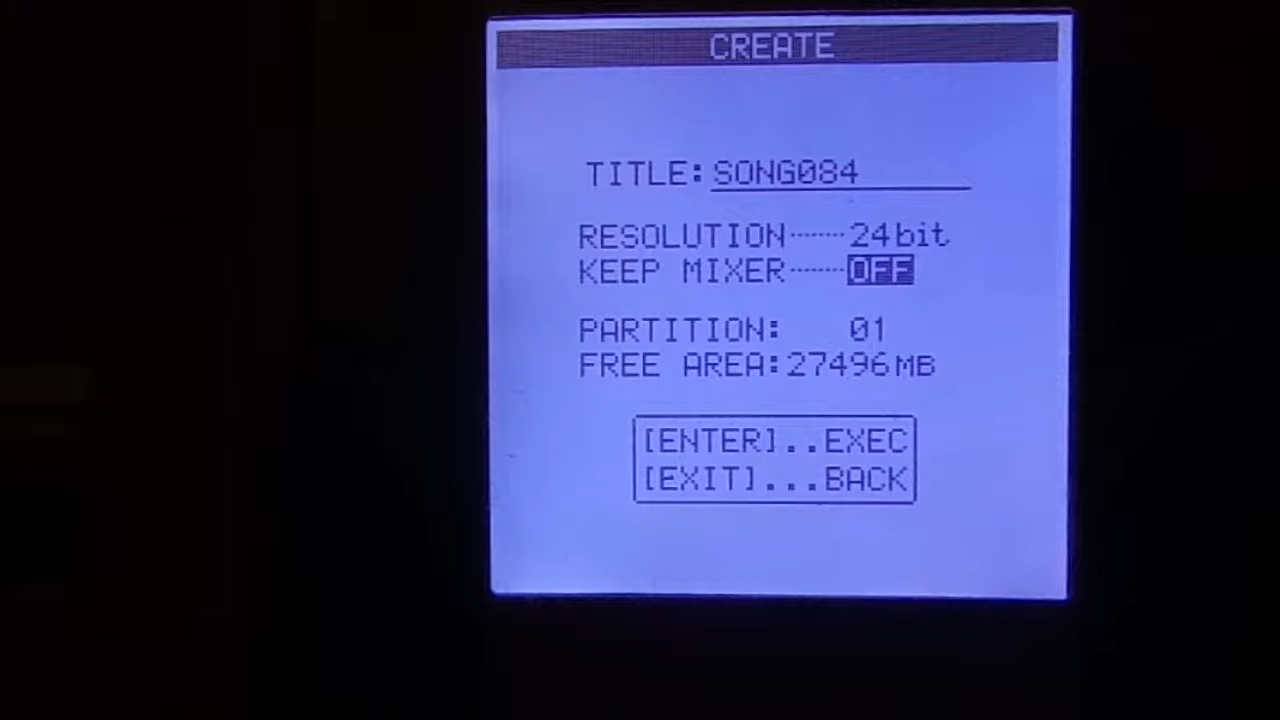 CREATE
TITLE:SONG084
RESOLUTION·······24bit
KEEP MIXER·······OFF
PARTITION: 01
FREE AREA:27496MB
[ENTER]..EXEC
[EXIT]...BACK